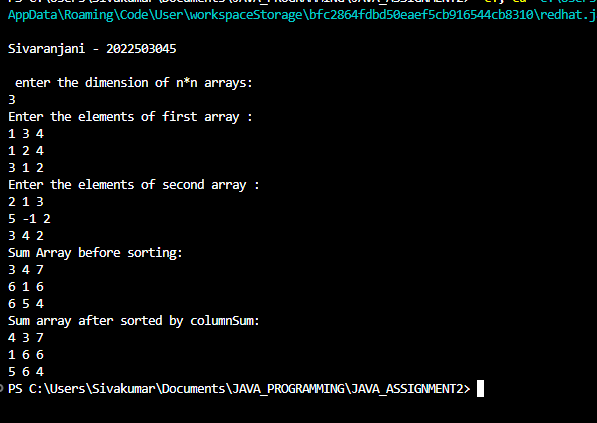 AppData\Roaming\Code\User\workspaceStorage\bfc2864fdbd50eaef5cb916544cb8310\redhat.j
Sivaranjani - 2022503045
enter the dimension of n*n arrays:
3
Enter the elements of first array :
1 3 4
1 2 4
3 1 2
Enter the elements of second array :
2 1 3
5 -1 2
3 4 2
Sum Array before sorting:
3 4 7
6 1 6
6 5 4
Sum array after sorted by columnSum:
4 3 7
1 6 6
5 6 4
PS C:\Users\Sivakumar\Documents\JAVA_PROGRAMMING\JAVA_ASSIGNMENT2>